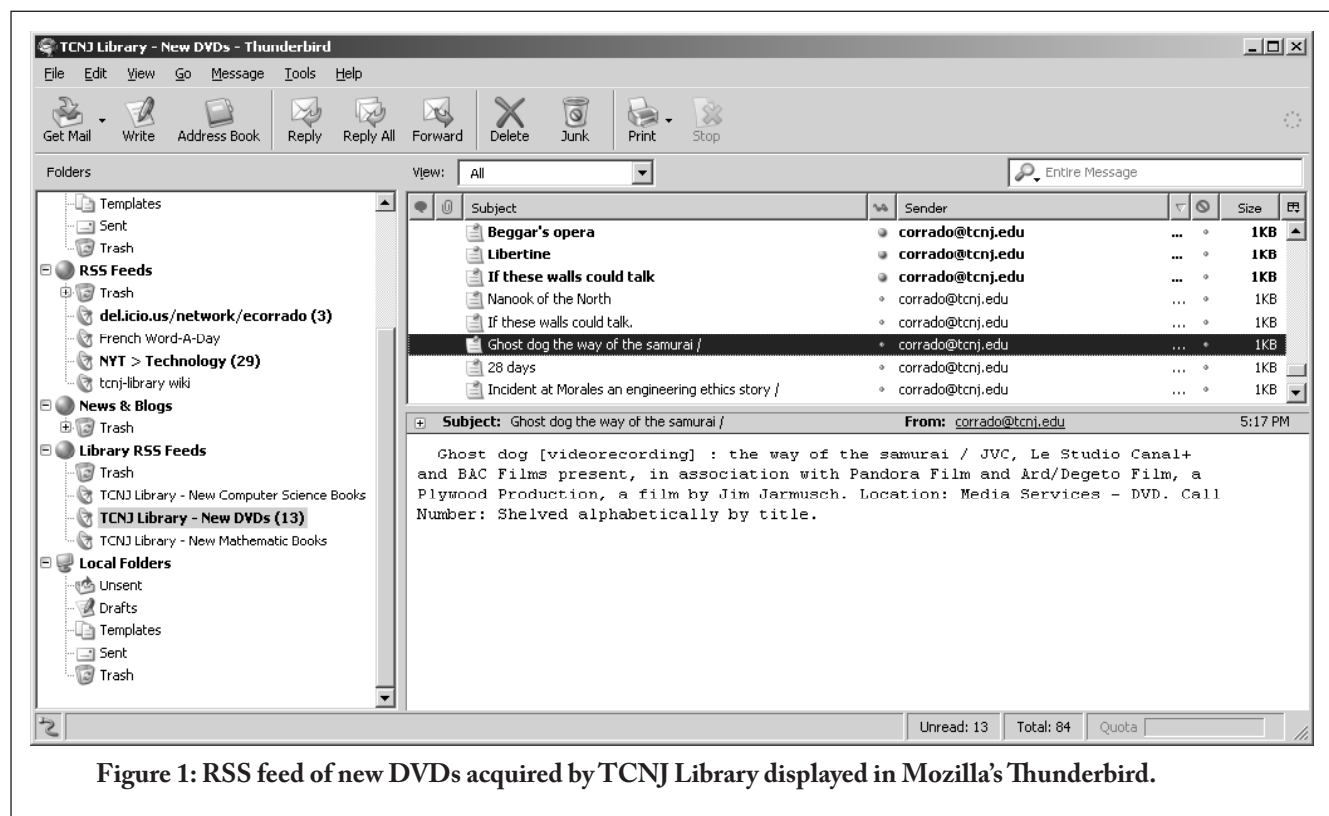 TCNJ Library - New DVDs - Thunderbird
File Edit View Go Message Tools Help
Get Mail Write Address Book Reply Reply All Forward Delete Junk Print Stop
Folders
View: All
Entire Message
Templates
Sent
Trash
RSS Feeds
Trash
del.icio.us/network/ecorrado (3)
French Word-A-Day
NYT > Technology (29)
tcnj-library wiki
News & Blogs
Trash
Library RSS Feeds
Trash
TCNJ Library - New Computer Science Books
TCNJ Library - New DVDs (13)
TCNJ Library - New Mathematic Books
Local Folders
Unsent
Drafts
Templates
Sent
Trash
Subject Sender Size
Beggar's opera corrado@tcnj.edu ... 1KB
Libertine corrado@tcnj.edu ... 1KB
If these walls could talk corrado@tcnj.edu ... 1KB
Nanook of the North corrado@tcnj.edu ... 1KB
If these walls could talk. corrado@tcnj.edu ... 1KB
Ghost dog the way of the samurai / corrado@tcnj.edu ... 1KB
28 days corrado@tcnj.edu ... 1KB
Incident at Morales an engineering ethics story / corrado@tcnj.edu ... 1KB
Subject: Ghost dog the way of the samurai / From: corrado@tcnj.edu 5:17 PM
Ghost dog [videorecording] : the way of the samurai / JVC, Le Studio Canal+
and BAC Films present, in association with Pandora Film and Ard/Degeto Film, a
Plywood Production, a film by Jim Jarmusch. Location: Media Services - DVD. Call
Number: Shelved alphabetically by title.
Unread: 13 Total: 84 Quota
Figure 1: RSS feed of new DVDs acquired by TCNJ Library displayed in Mozilla's Thunderbird.